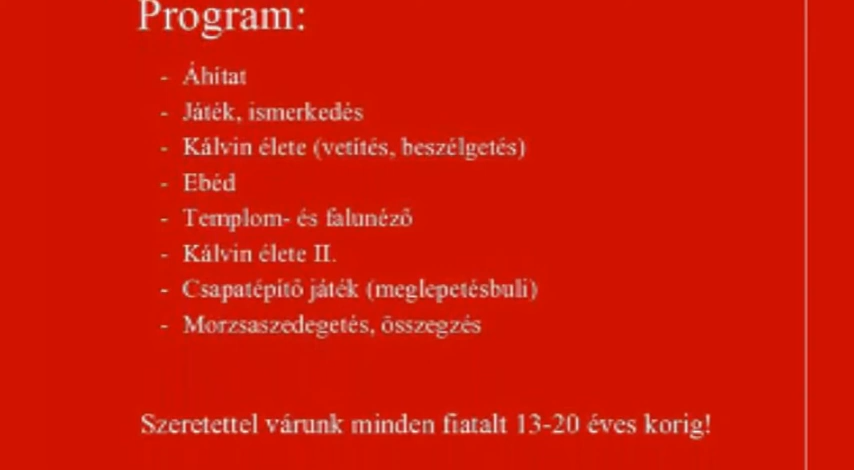 Program:
- Áhítat
- Játék, ismerkedés
- Kálvin élete (vetítés, beszélgetés)
- Ebéd
- Templom- és falunéző
- Kálvin élete II.
- Csapatépítő játék (meglepetésbuli)
- Morzsaszedegetés, összegzés
Szeretettel várunk minden fiatalt 13-20 éves korig!